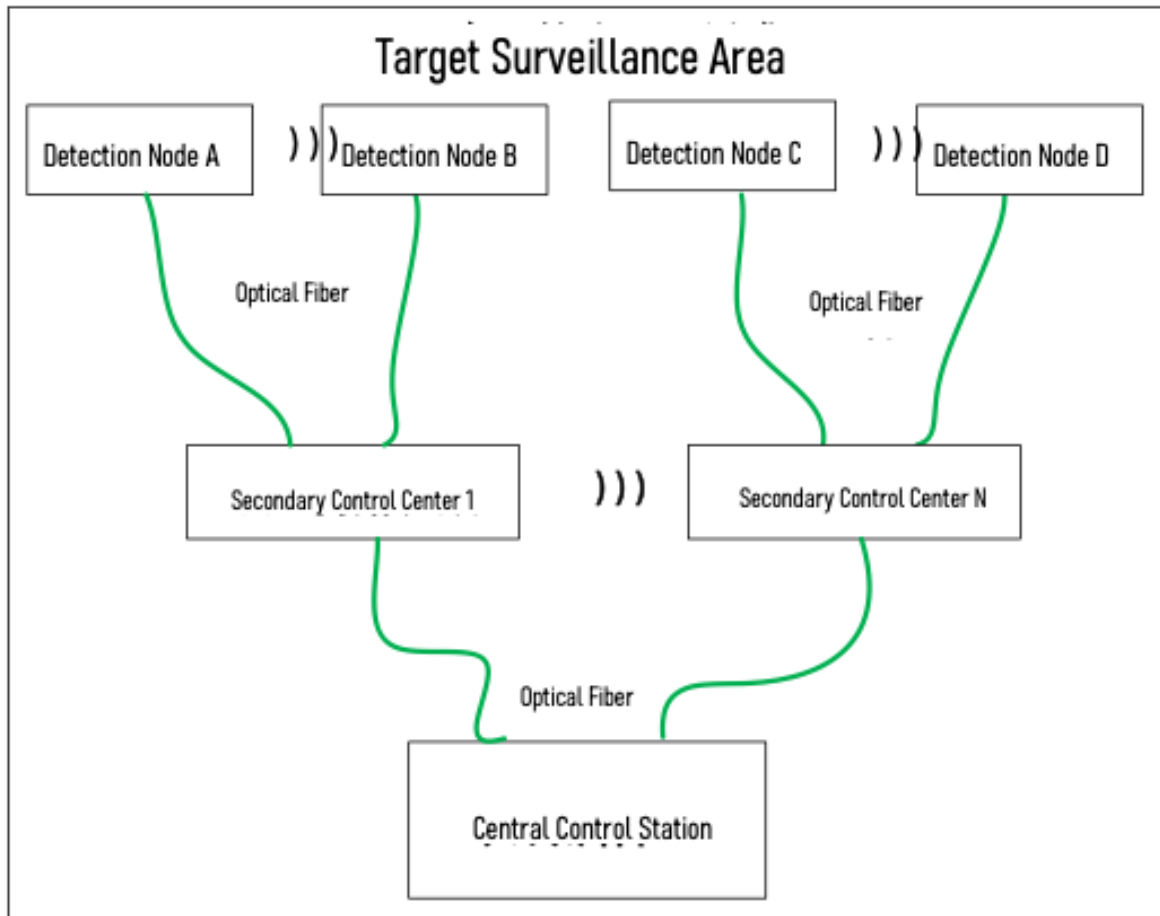 Target Surveillance Area
Detection Node A
))) Detection Node B
Detection Node C
))) Detection Node D
Optical Fiber
Optical Fiber
Secondary Control Center 1
)))
Secondary Control Center N
Optical Fiber
Central Control Station